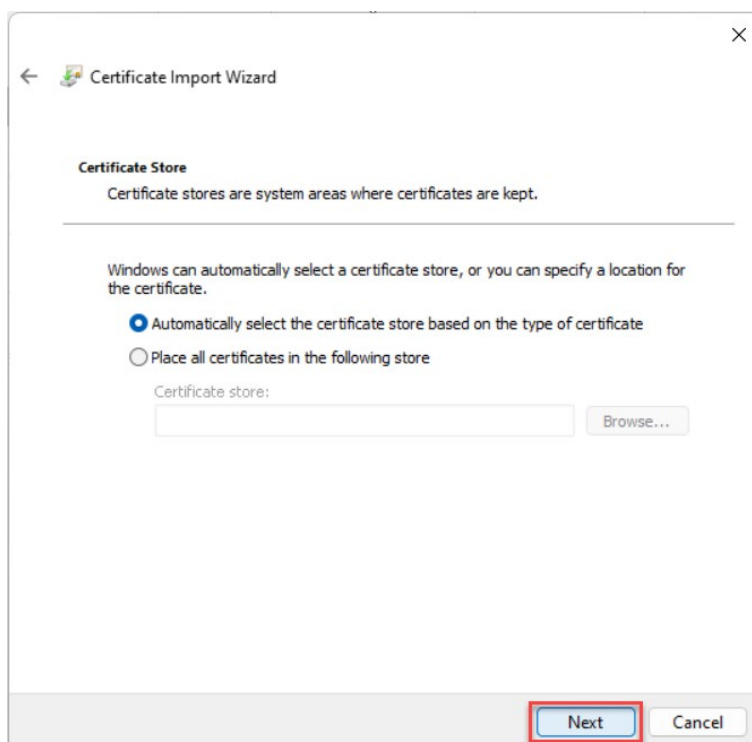 Certificate Import Wizard
Certificate Store
Certificate stores are system areas where certificates are kept.
Windows can automatically select a certificate store, or you can specify a location for
the certificate.
Automatically select the certificate store based on the type of certificate
Place all certificates in the following store
Certificate store:
Browse...
Next
Cancel